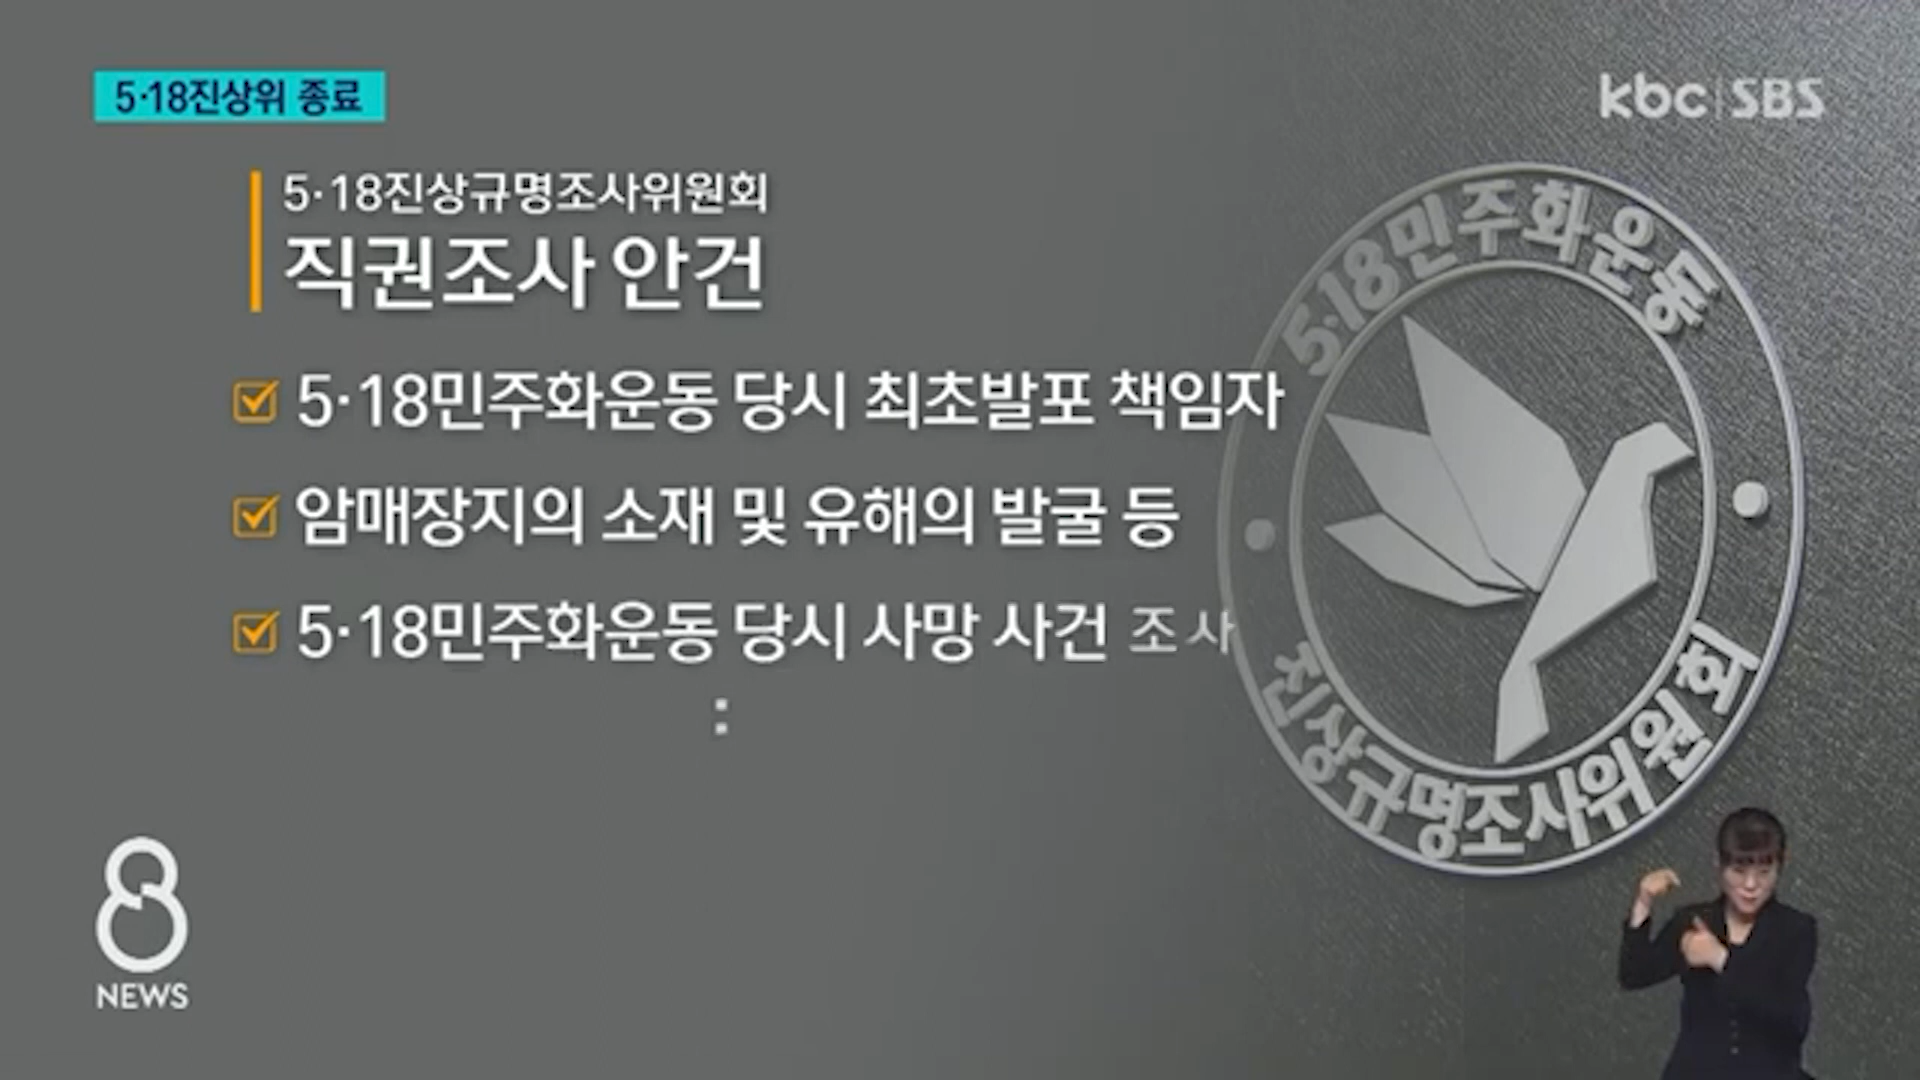 5·18진상위 종료
kbc SBS
5·18진상규명조사위원회
직권조사 안건
5·18민주화운동 당시 최초발포 책임자
암매장지의 소재 및 유해의 발굴 등
5·18민주화운동 당시 사망 사건 조사
:
5·18민주화운동
진상규명조사위원회
8
NEWS